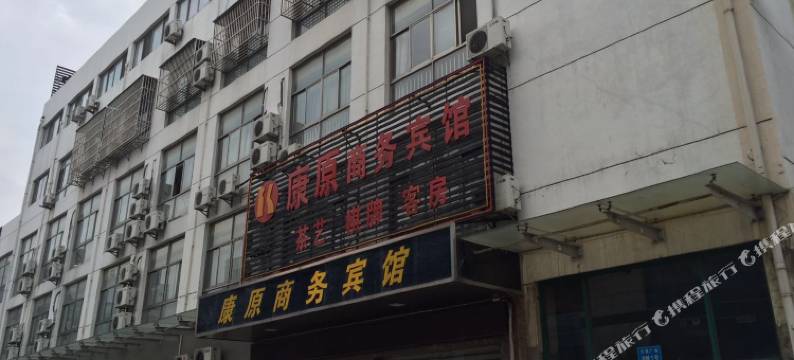 康原商务宾馆
茶艺 棋牌 客房
康原商务宾馆
携程旅行 携程旅行